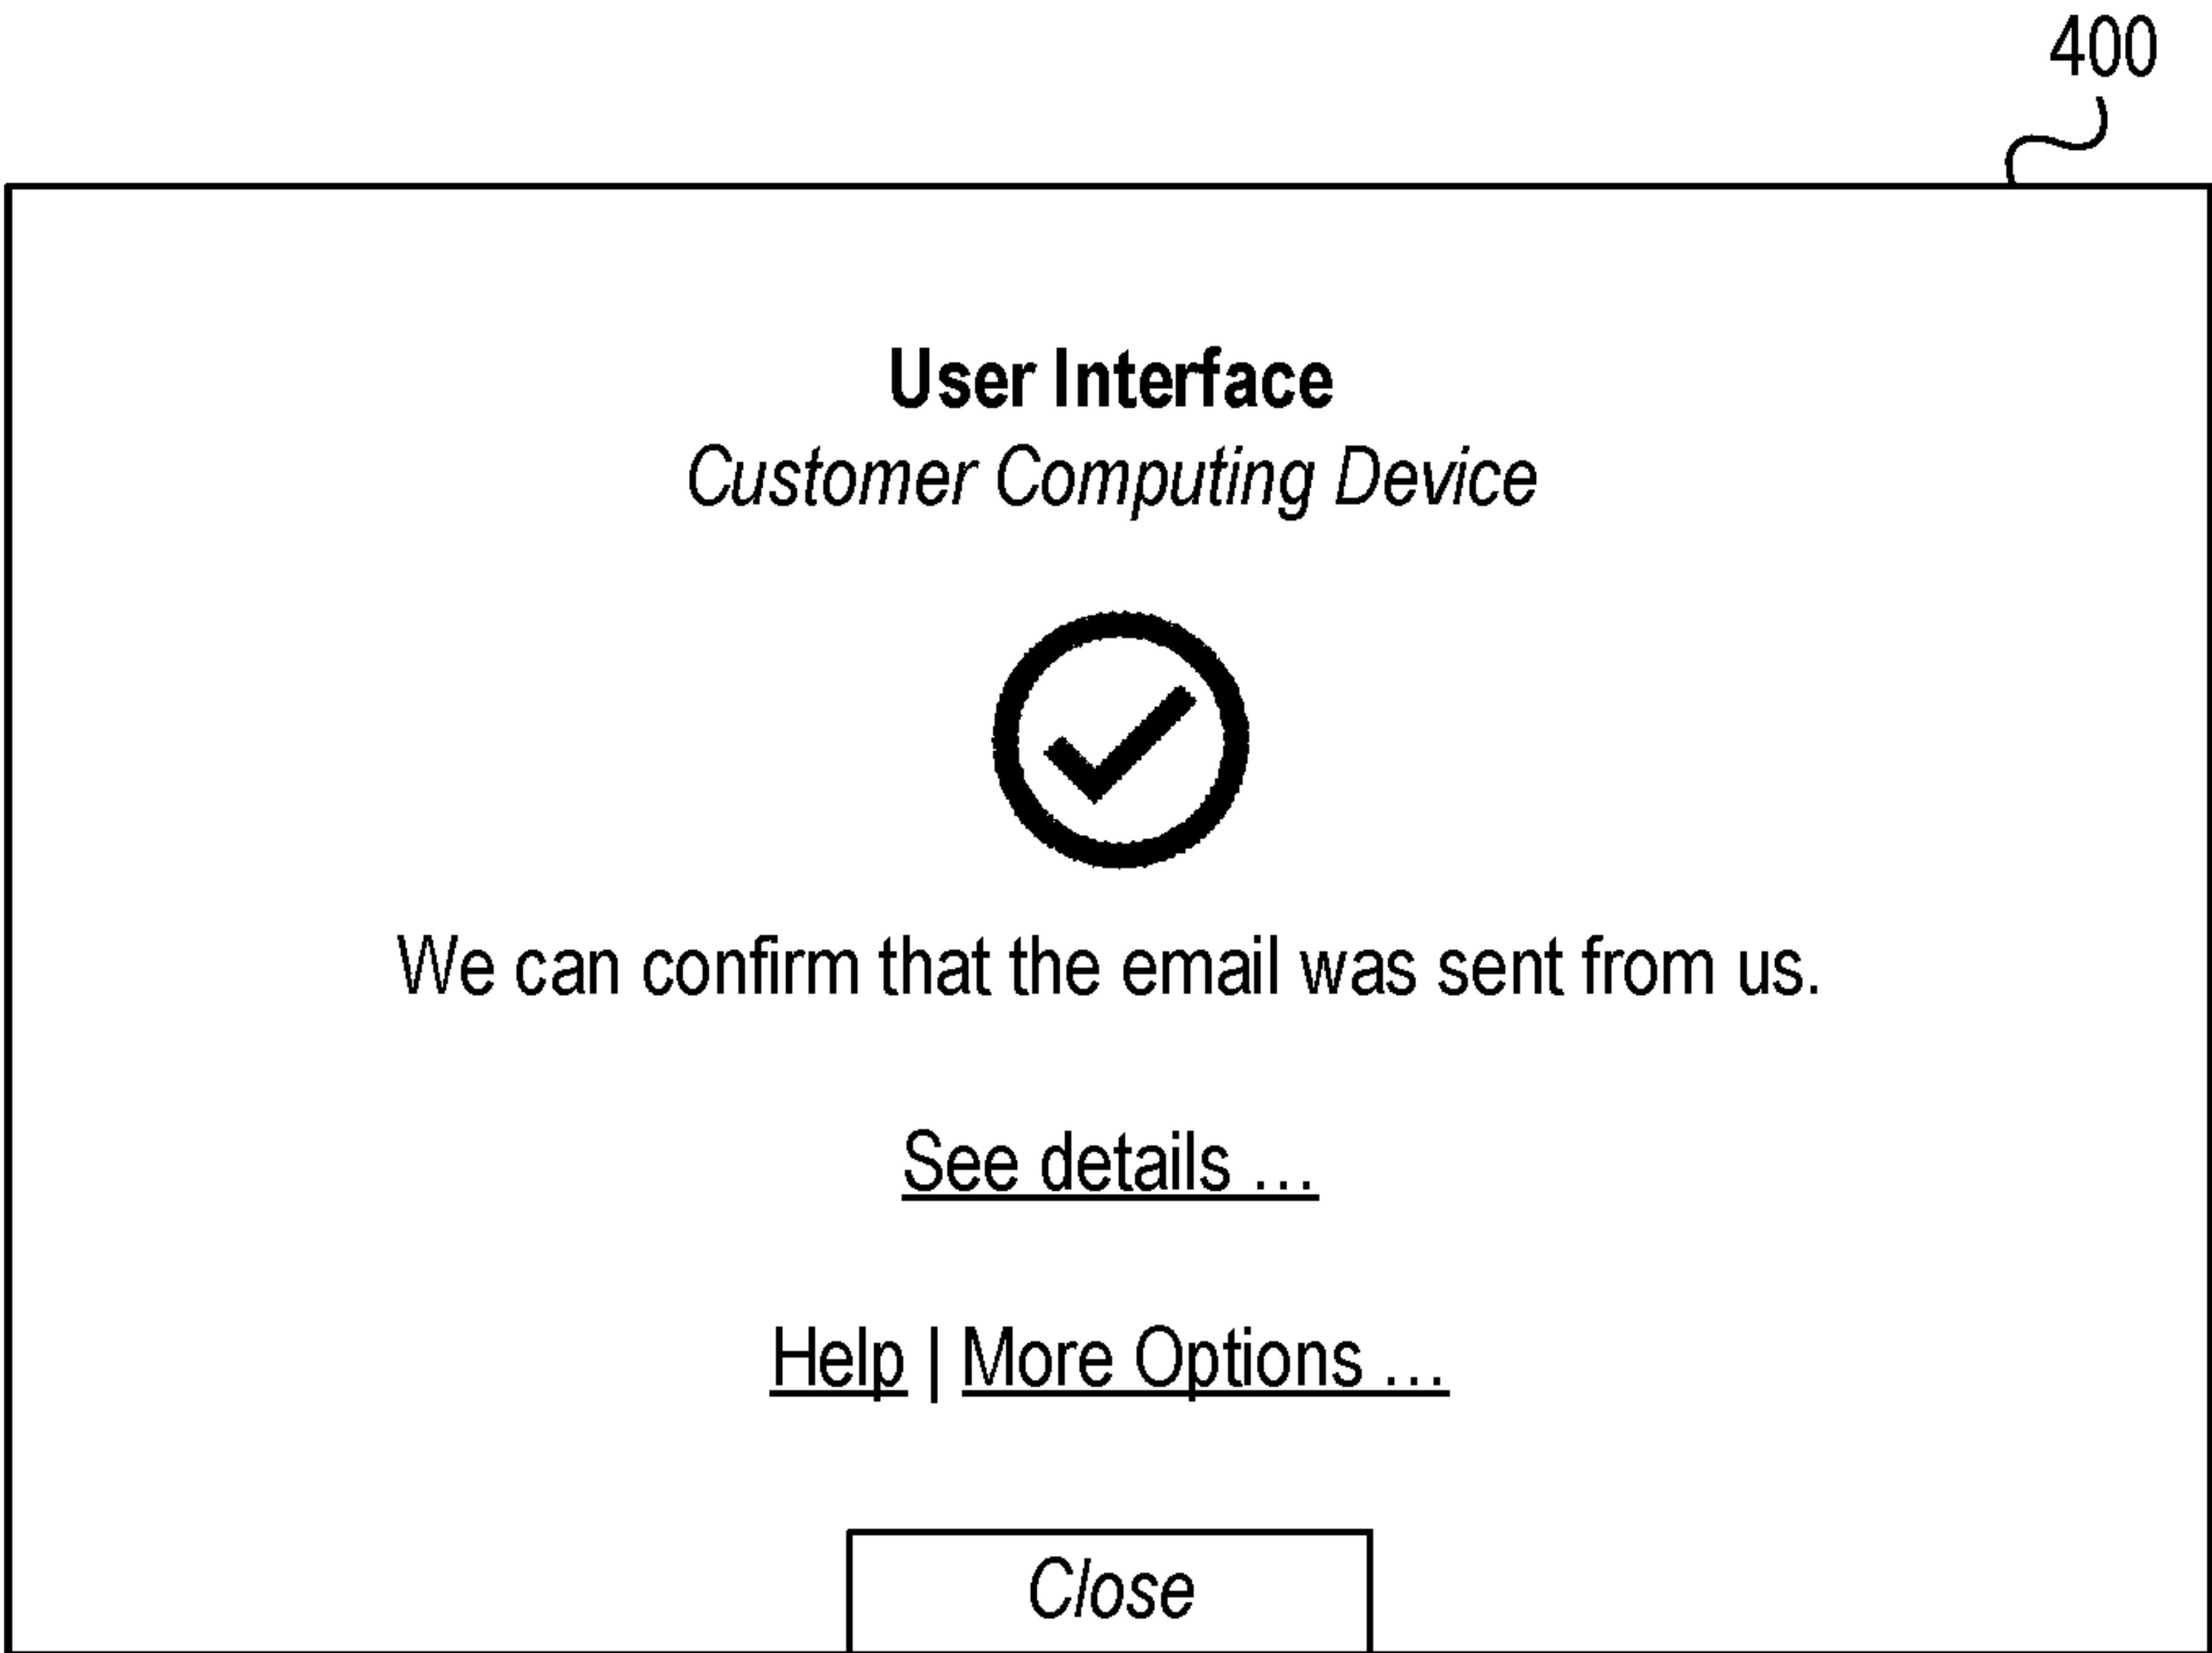 400
User Interface
Customer Computing Device
We can confirm that the email was sent from us.
See details ...
Help | More Options ...
Close